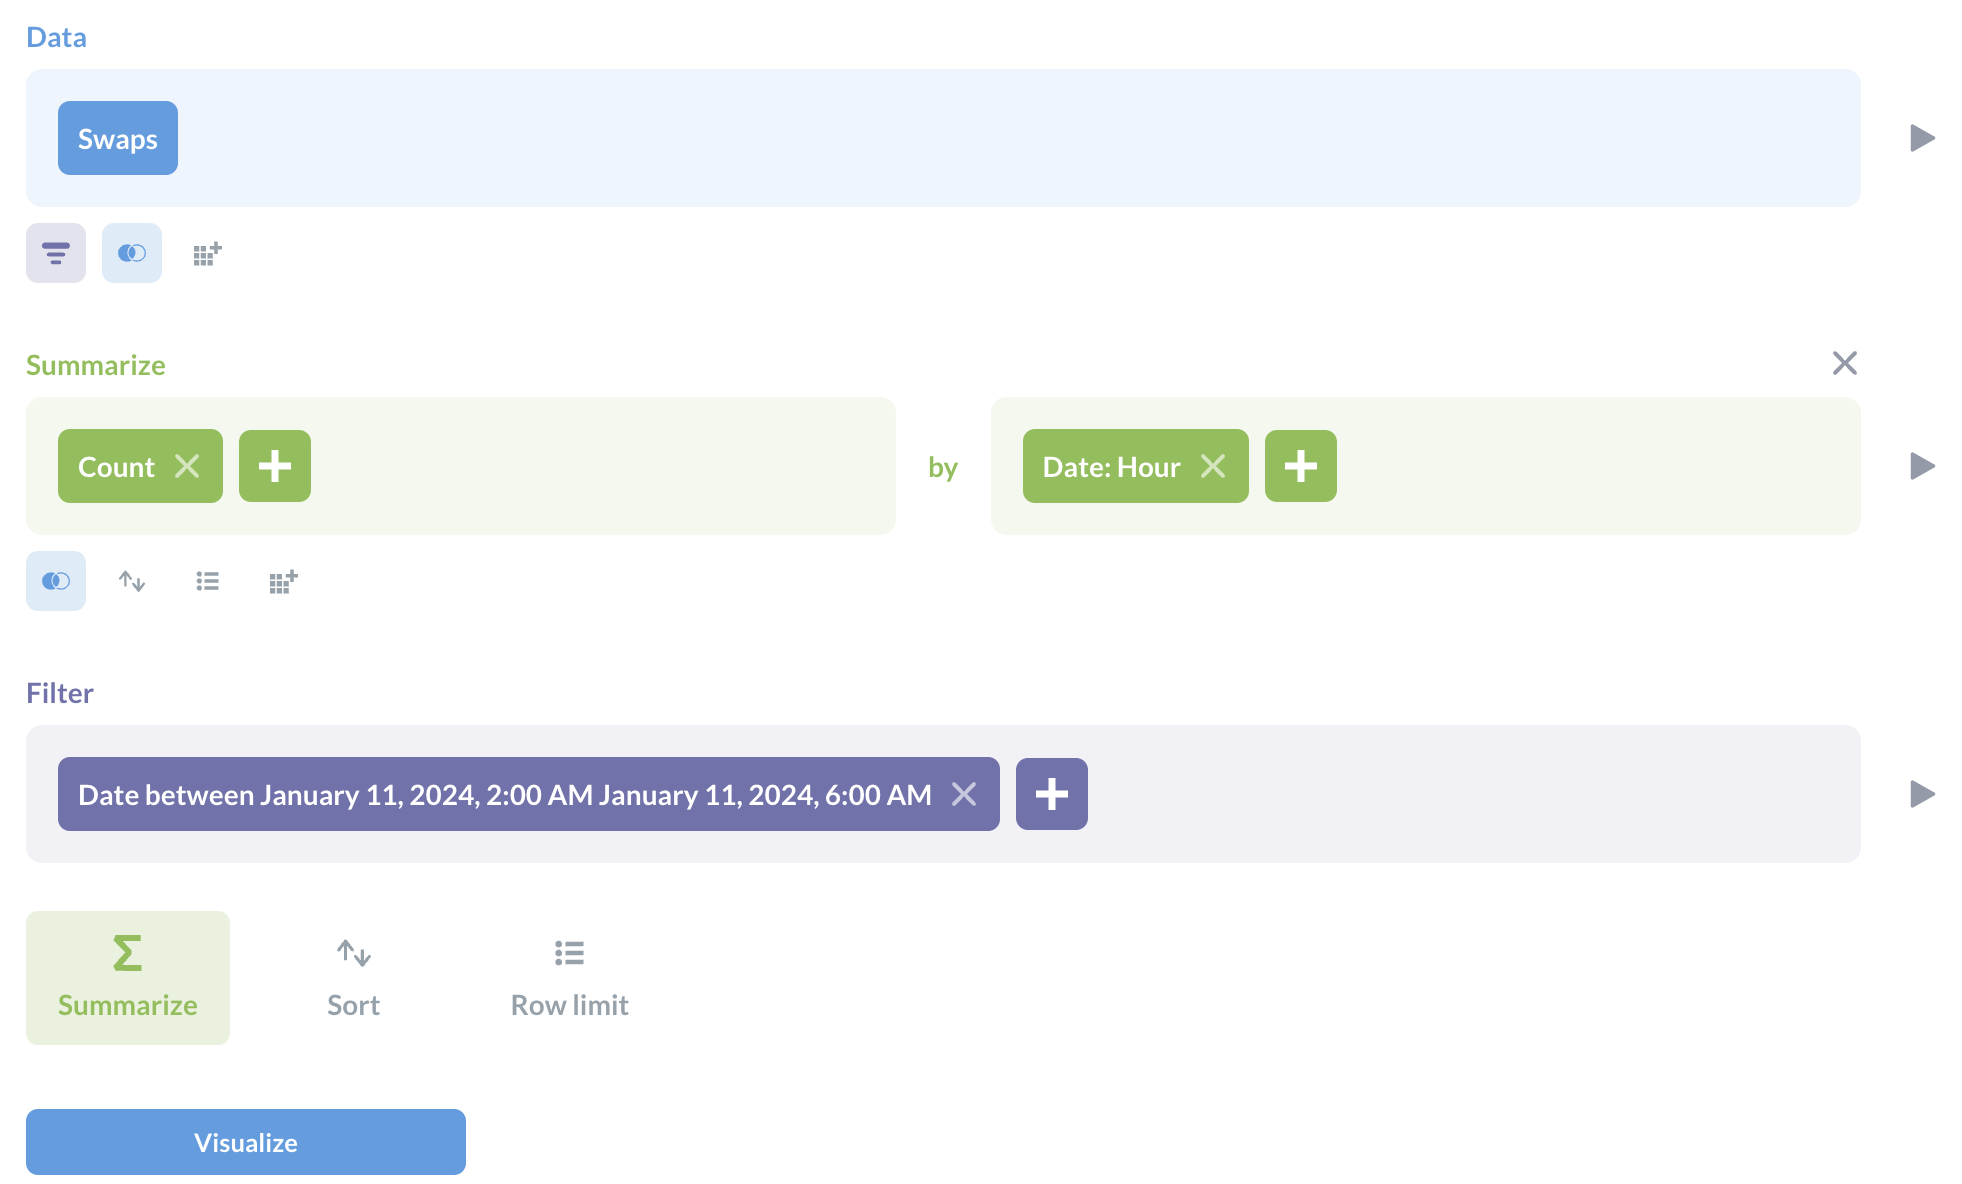 Data
Swaps
Summarize
Count
by
Date: Hour
Filter
Date between January 11, 2024, 2:00 AM January 11, 2024, 6:00 AM
Summarize
Sort
Row limit
Visualize